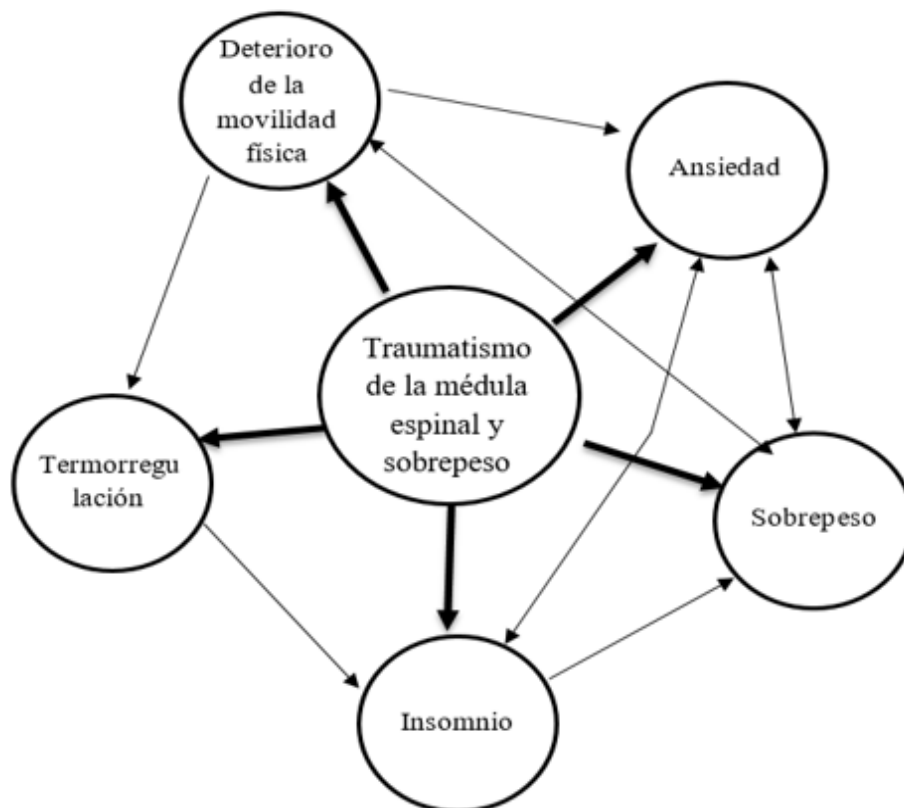 Deterioro
de la
movilidad
física
Ansiedad
Traumatismo
de la médula
espinal y
sobrepeso
Termorregu
lación
Sobrepeso
Insomnio